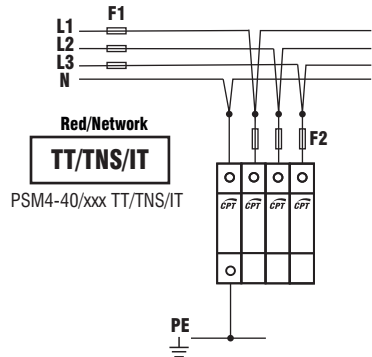 F1
L1
L2
L3
N
Red/Network
F2
TT/TNS/IT
PSM4-40/xxx TT/TNS/IT
CPT CPT CPT CPT
PE